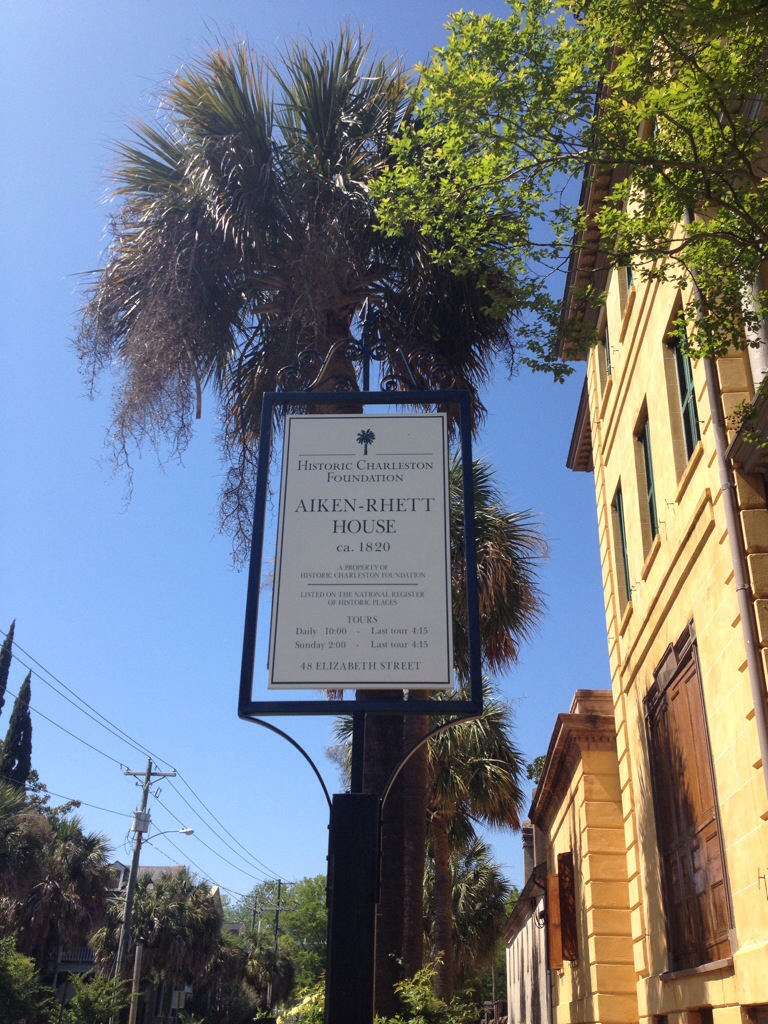 HISTORIC CHARLESTON
FOUNDATION
AIKEN-RHETT
HOUSE
ca. 1820
A PROPERTY OF
HISTORIC CHARLESTON FOUNDATION
LISTED ON THE NATIONAL REGISTER
OF HISTORIC PLACES
TOURS
Daily 10:00 - Last tour 4:15
Sunday 2:00 - Last tour 4:15
48 ELIZABETH STREET